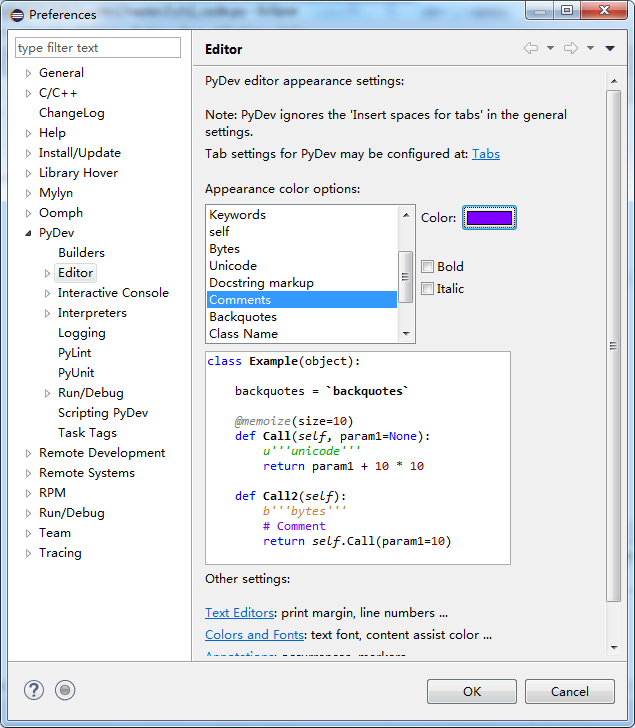 Preferences
type filter text
General
C/C++
ChangeLog
Help
Install/Update
Library Hover
Mylyn
Oomph
PyDev
Builders
Editor
Interactive Console
Interpreters
Logging
PyLint
PyUnit
Run/Debug
Scripting PyDev
Task Tags
Remote Development
Remote Systems
RPM
Run/Debug
Team
Tracing
Editor
PyDev editor appearance settings:
Note: PyDev ignores the 'Insert spaces for tabs' in the general
settings.
Tab settings for PyDev may be configured at: Tabs
Appearance color options:
Keywords
self
Bytes
Unicode
Docstring markup
Comments
Backquotes
Class Name
Color:
Bold
Italic
class Example(object):
backquotes = `backquotes`
@memoize(size=10)
def Call(self, param1=None):
u'''unicode'''
return param1 + 10 * 10
def Call2(self):
b'''bytes'''
# Comment
return self.Call(param1=10)
Other settings:
Text Editors: print margin, line numbers ...
Colors and Fonts: text font, content assist color ...
OK
Cancel